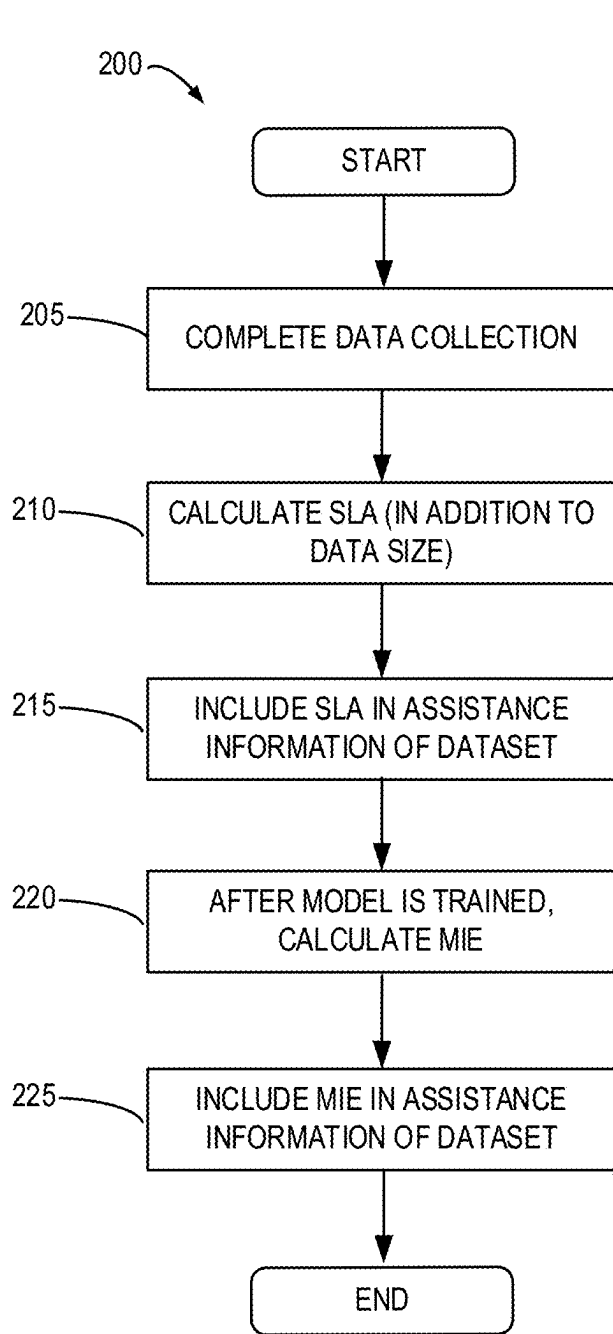 200
START
205
COMPLETE DATA COLLECTION
210
CALCULATE SLA (IN ADDITION TO
DATA SIZE)
215
INCLUDE SLA IN ASSISTANCE
INFORMATION OF DATASET
220
AFTER MODEL IS TRAINED,
CALCULATE MIE
225
INCLUDE MIE IN ASSISTANCE
INFORMATION OF DATASET
END